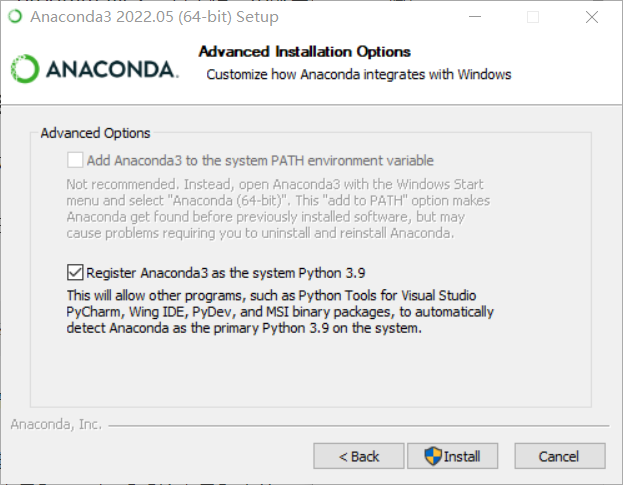 Anaconda3 2022.05 (64-bit) Setup
ANACONDA.
Advanced Installation Options
Customize how Anaconda integrates with Windows
Advanced Options
Add Anaconda3 to the system PATH environment variable
Not recommended. Instead, open Anaconda3 with the Windows Start
menu and select "Anaconda (64-bit)". This "add to PATH" option makes
Anaconda get found before previously installed software, but may
cause problems requiring you to uninstall and reinstall Anaconda.
Register Anaconda3 as the system Python 3.9
This will allow other programs, such as Python Tools for Visual Studio
PyCharm, Wing IDE, PyDev, and MSI binary packages, to automatically
detect Anaconda as the primary Python 3.9 on the system.
Anaconda, Inc.
< Back
Install
Cancel